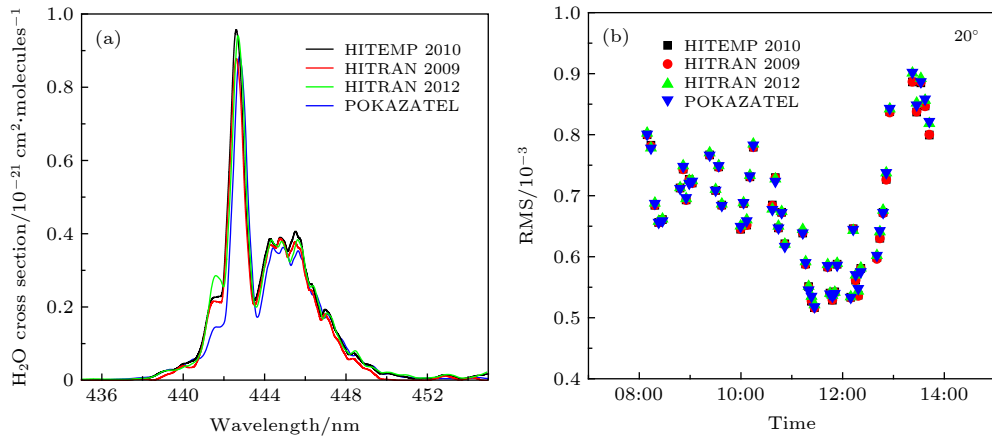 (a)
HITEMP 2010
HITRAN 2009
HITRAN 2012
POKAZATEL
H₂O cross section/10⁻²¹ cm²·molecules⁻¹
1.0
0.8
0.6
0.4
0.2
0
436
440
444
448
452
Wavelength/nm
(b)
20°
HITEMP 2010
HITRAN 2009
HITRAN 2012
POKAZATEL
RMS/10⁻³
1.0
0.9
0.8
0.7
0.6
0.5
0.4
08:00
10:00
12:00
14:00
Time